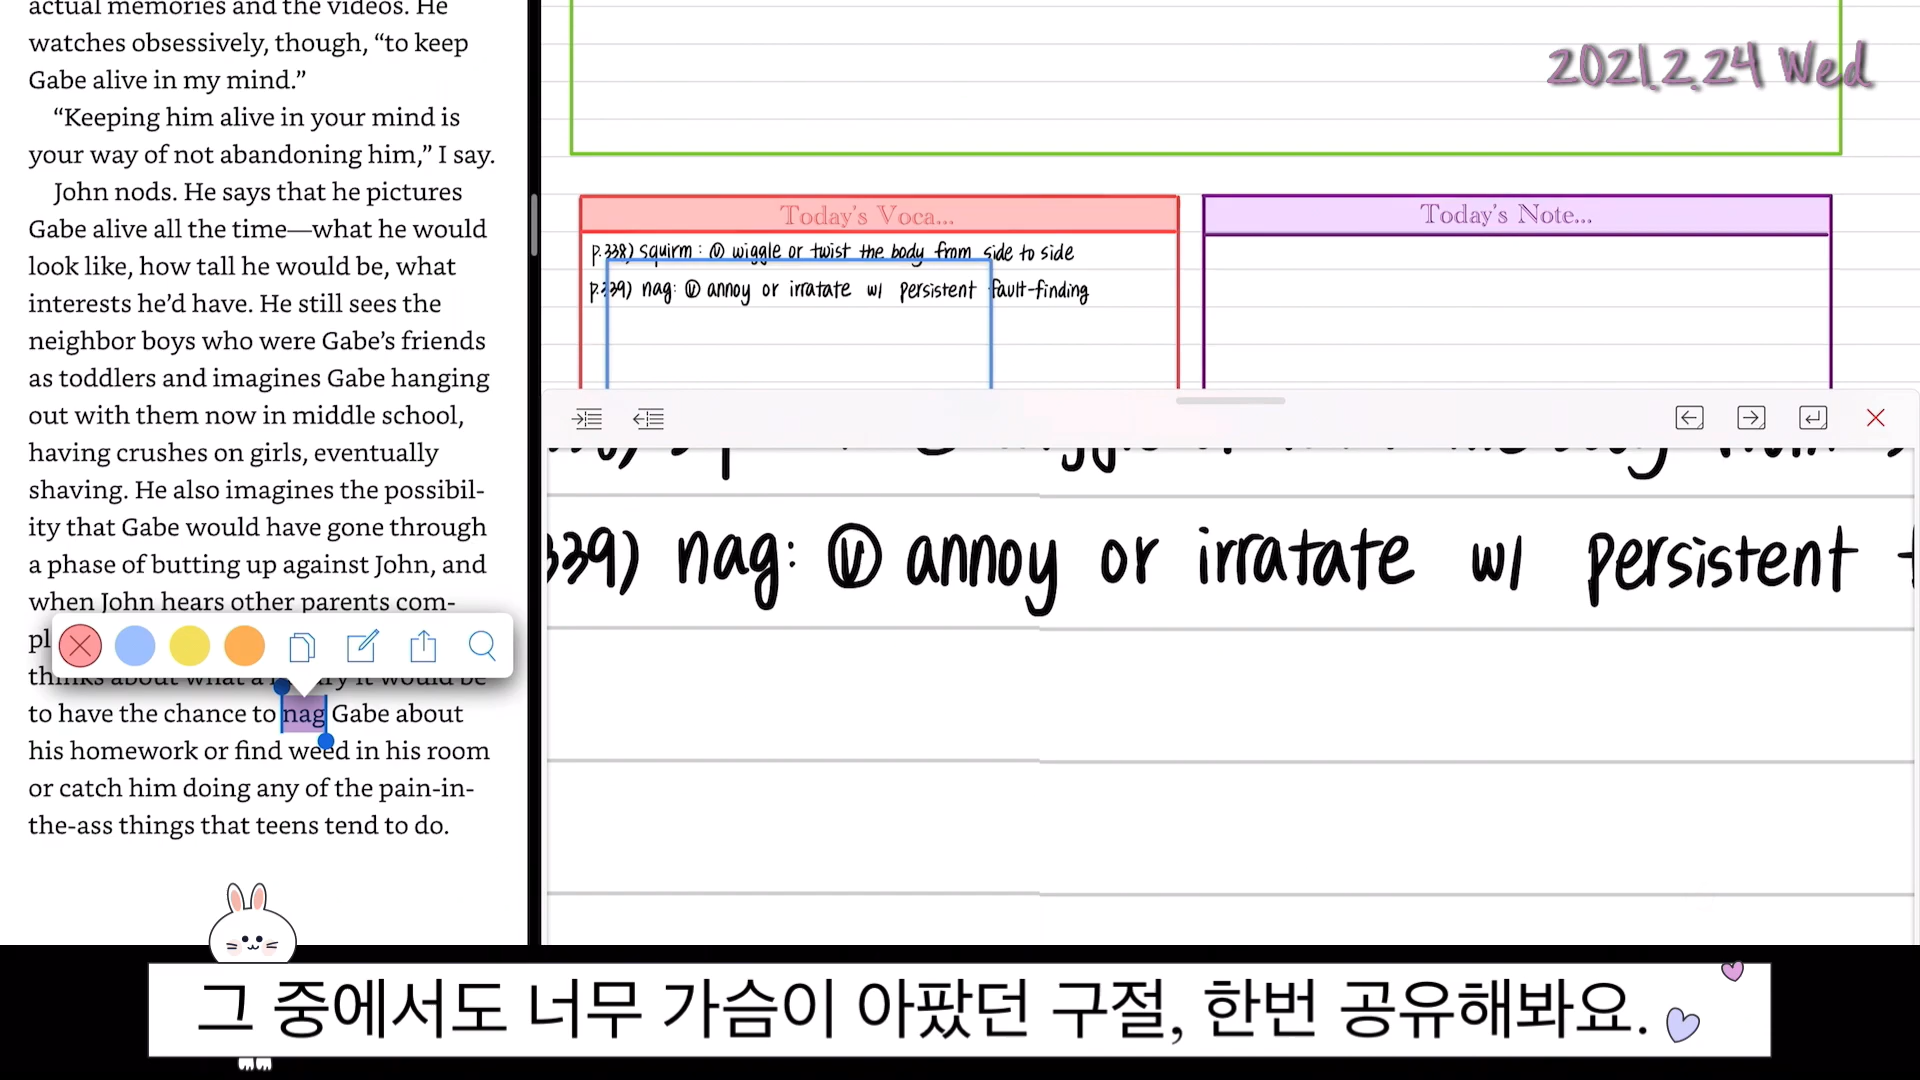 actual memories and the videos. He
watches obsessively, though, “to keep
Gabe alive in my mind.”
“Keeping him alive in your mind is
your way of not abandoning him,” I say.
John nods. He says that he pictures
Gabe alive all the time—what he would
look like, how tall he would be, what
interests he’d have. He still sees the
neighbor boys who were Gabe’s friends
as toddlers and imagines Gabe hanging
out with them now in middle school,
having crushes on girls, eventually
shaving. He also imagines the possibil-
ity that Gabe would have gone through
a phase of butting up against John, and
when John hears other parents com-
pl
thinks about what a it would be
to have the chance to nag Gabe about
his homework or find weed in his room
or catch him doing any of the pain-in-
the-ass things that teens tend to do.
2021.2.24 Wed
Today's Voca...
p.338) squirm : ⓥ wiggle or twist the body from side to side
p.339) nag: ⓥ annoy or irratate w/ persistent fault-finding
Today's Note...
339) nag: ⓥ annoy or irratate w/ persistent
그 중에서도 너무 가슴이 아팠던 구절, 한번 공유해봐요.